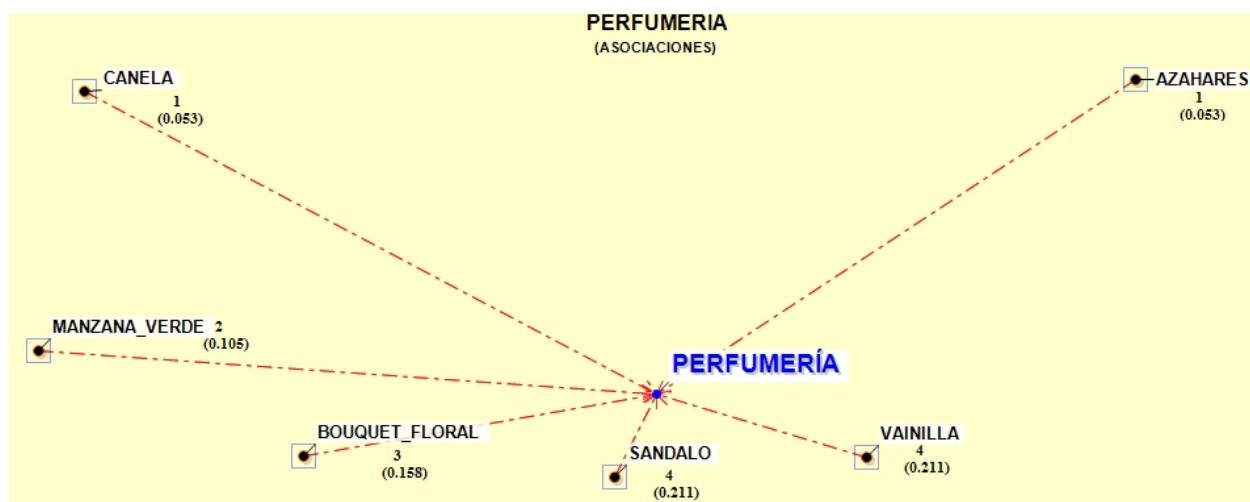 PERFUMERIA
(ASOCIACIONES)
CANELA
1
(0.053)
AZAHARES
1
(0.053)
MANZANA_VERDE 2
(0.105)
PERFUMERÍA
BOUQUET_FLORAL
3
(0.158)
SANDALO
4
(0.211)
VAINILLA
4
(0.211)